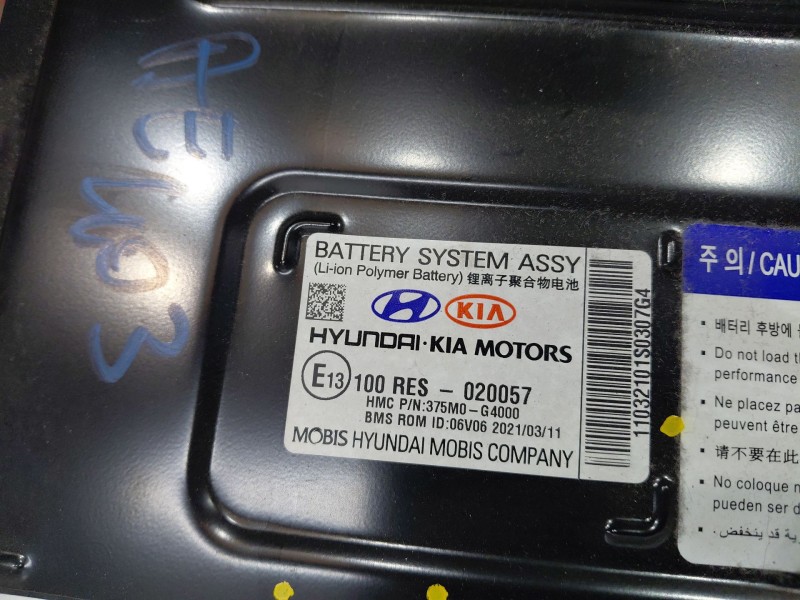 AE
HO3
BATTERY SYSTEM ASSY
(Li-ion Polymer Battery) 锂离子聚合物电池
KIA
HYUNDAI·KIA MOTORS
E13 100 RES - 020057
HMC P/N:375M0-G4000
BMS ROM ID:06V06 2021/03/11
MOBIS HYUNDAI MOBIS COMPANY
11032101S0307G4
주 의/CAU
▪ 배터리 후방에
▪ Do not load th
performance
▪ Ne placez pa
peuvent être
▪ 请不要在此
▪ No coloque n
pueden ser d